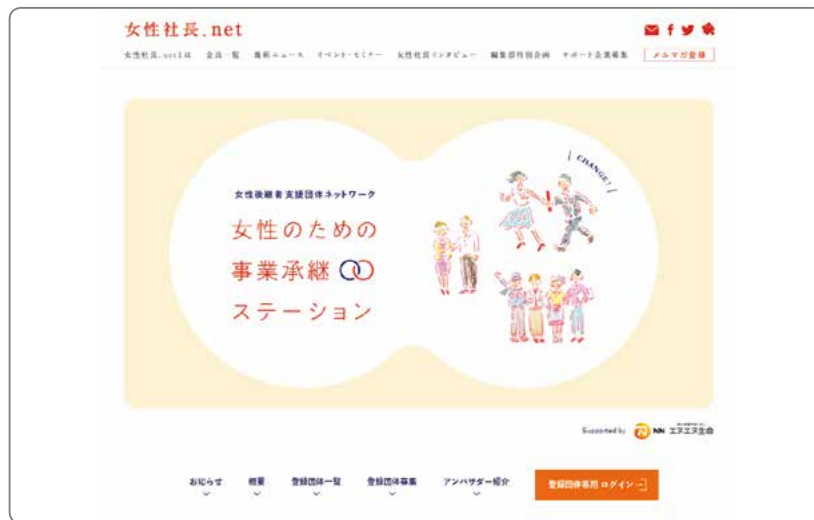 女性社長.net
女性社長.netとは 会員一覧 最新ニュース イベント・セミナー 女性社長インタビュー 編集部特別企画 サポート企業募集 メルマガ登録
CHANGE!
女性後継者支援団体ネットワーク
女性のための
事業承継
ステーション
Supported by NN エヌエヌ生命
お知らせ 概要 登録団体一覧 登録団体募集 アンバサダー紹介 登録団体専用 ログイン